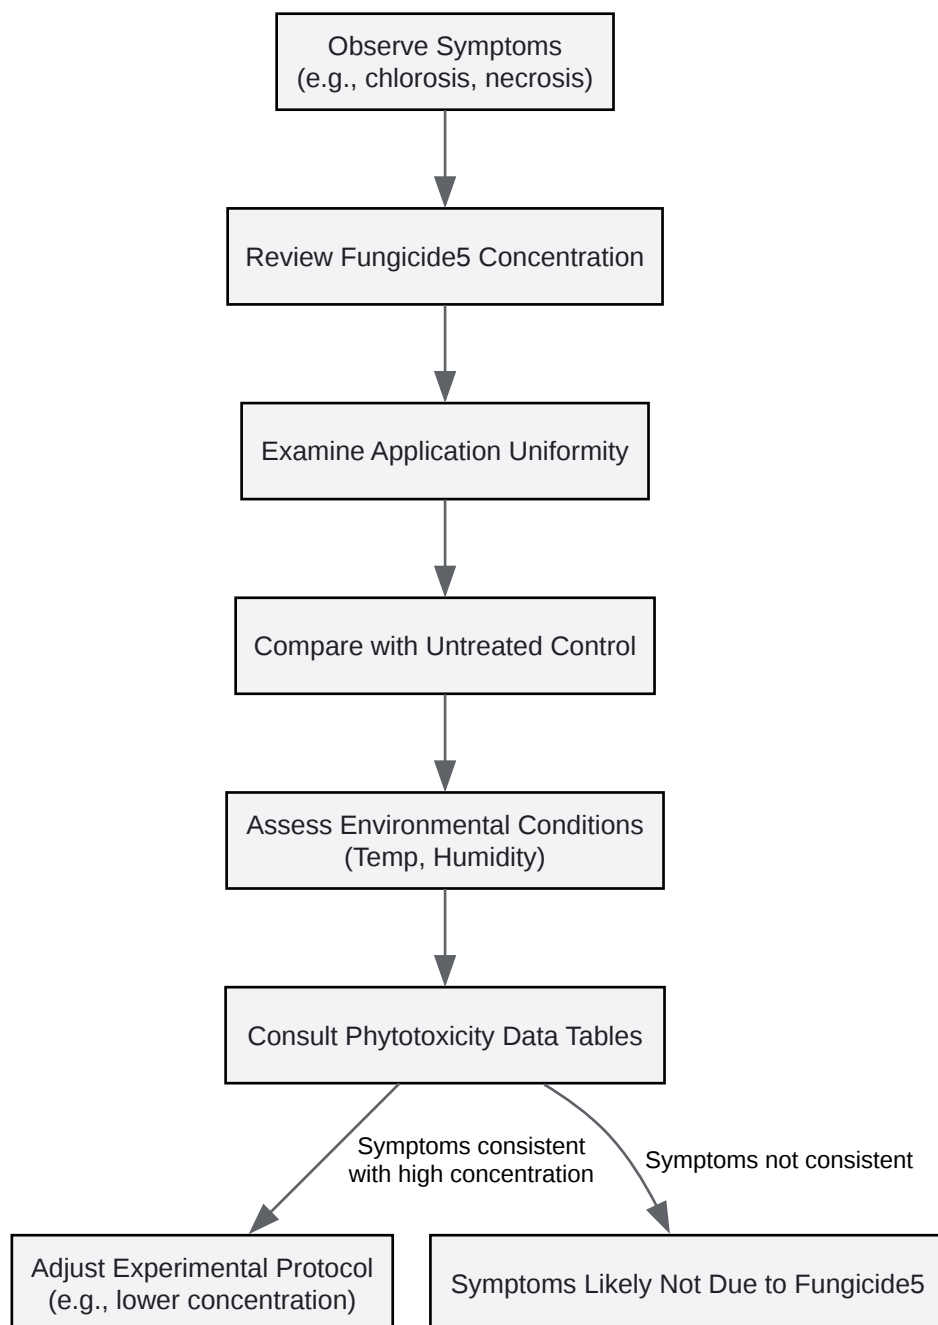 Observe Symptoms
(e.g., chlorosis, necrosis)
Review Fungicide5 Concentration
Examine Application Uniformity
Compare with Untreated Control
Assess Environmental Conditions
(Temp, Humidity)
Consult Phytotoxicity Data Tables
Symptoms consistent
with high concentration
Symptoms not consistent
Adjust Experimental Protocol
(e.g., lower concentration)
Symptoms Likely Not Due to Fungicide5